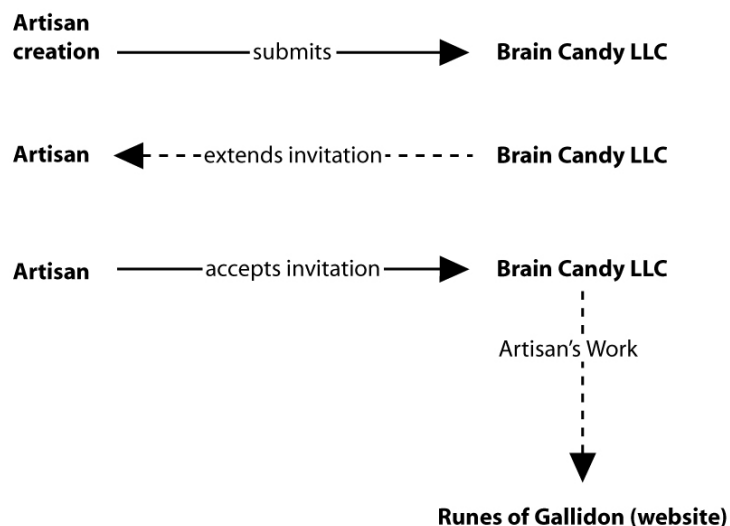 Artisan
creation submits Brain Candy LLC
Artisan extends invitation Brain Candy LLC
Artisan accepts invitation Brain Candy LLC
Artisan’s Work
Runes of Gallidon (website)